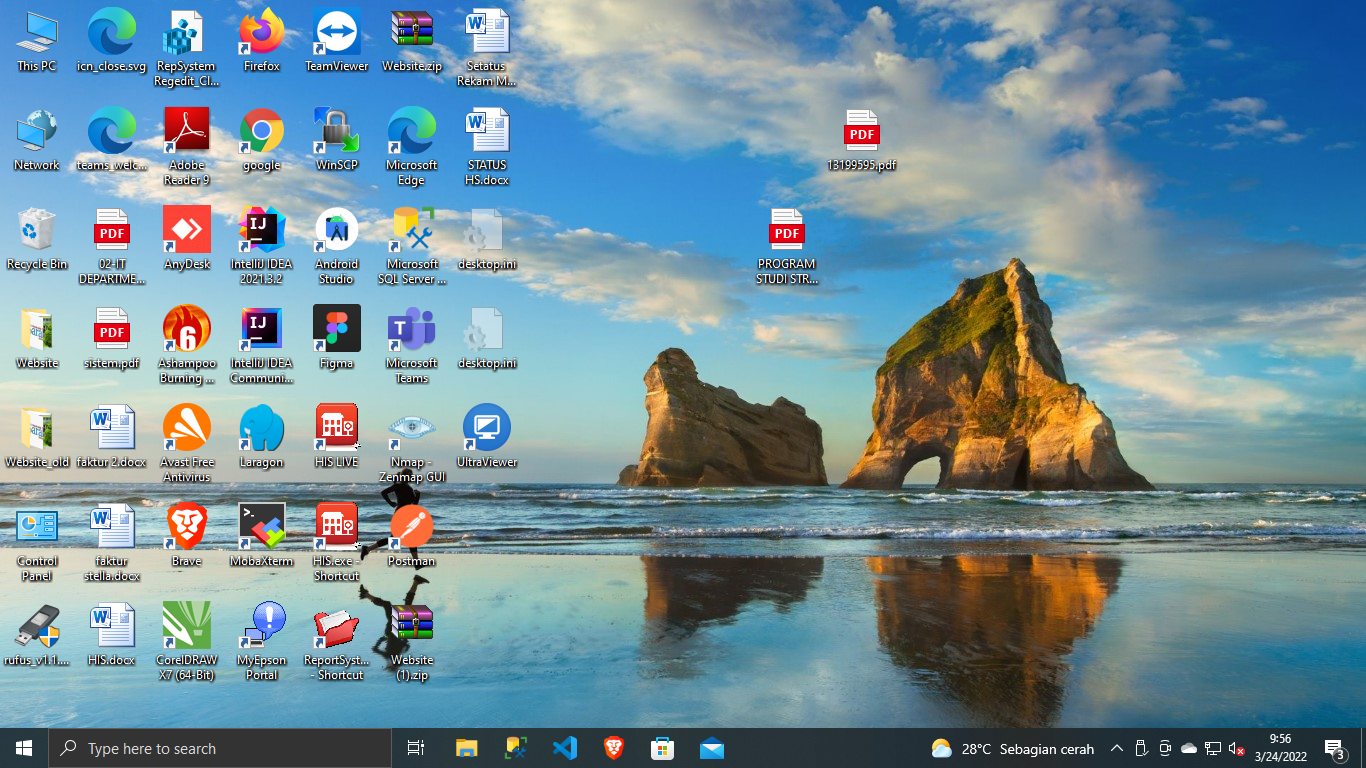 This PC
icn_close.svg
RepSystem
Regedit_Cl...
Firefox
TeamViewer
Website.zip
Setatus
Rekam M...
Network
teams_welc...
Adobe
Reader 9
google
WinSCP
Microsoft
Edge
STATUS
HS.docx
PDF
13199595.pdf
Recycle Bin
PDF
02-IT
DEPARTME...
AnyDesk
IntelliJ IDEA
2021.3.2
Android
Studio
Microsoft
SQL Server ...
desktop.ini
PDF
PROGRAM
STUDI STR...
Website
PDF
sistem.pdf
Ashampoo
Burning ...
IntelliJ IDEA
Communi...
Figma
Microsoft
Teams
desktop.ini
Website_old
faktur 2.docx
Avast Free
Antivirus
Laragon
HIS LIVE
Nmap -
Zenmap GUI
UltraViewer
Control
Panel
faktur
stella.docx
Brave
MobaXterm
HIS.exe -
Shortcut
Postman
rufus_v1.1....
HIS.docx
CorelDRAW
X7 (64-Bit)
MyEpson
Portal
ReportSyst...
- Shortcut
Website
(1).zip
Type here to search
28°C Sebagian cerah
9:56
3/24/2022
3